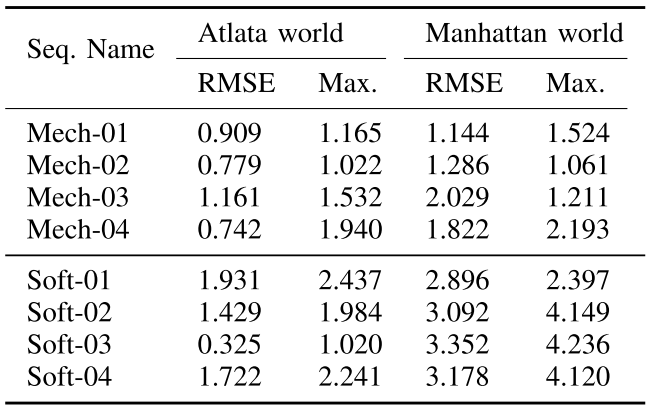 Seq. Name Atlata world Manhattan world
RMSE Max. RMSE Max.
Mech-01 0.909 1.165 1.144 1.524
Mech-02 0.779 1.022 1.286 1.061
Mech-03 1.161 1.532 2.029 1.211
Mech-04 0.742 1.940 1.822 2.193
Soft-01 1.931 2.437 2.896 2.397
Soft-02 1.429 1.984 3.092 4.149
Soft-03 0.325 1.020 3.352 4.236
Soft-04 1.722 2.241 3.178 4.120